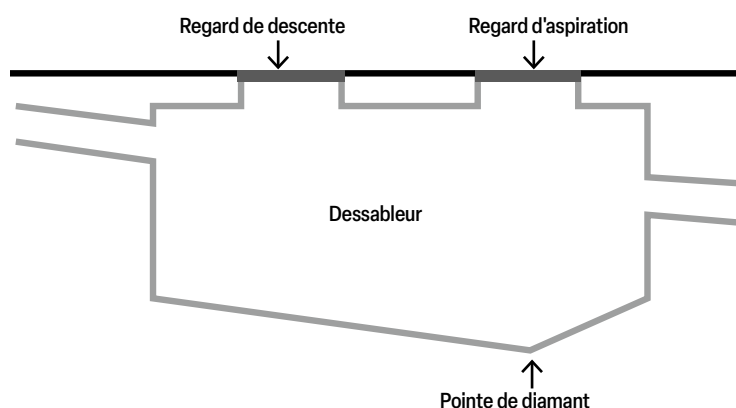 Regard de descente
Regard d'aspiration
Dessableur
Pointe de diamant